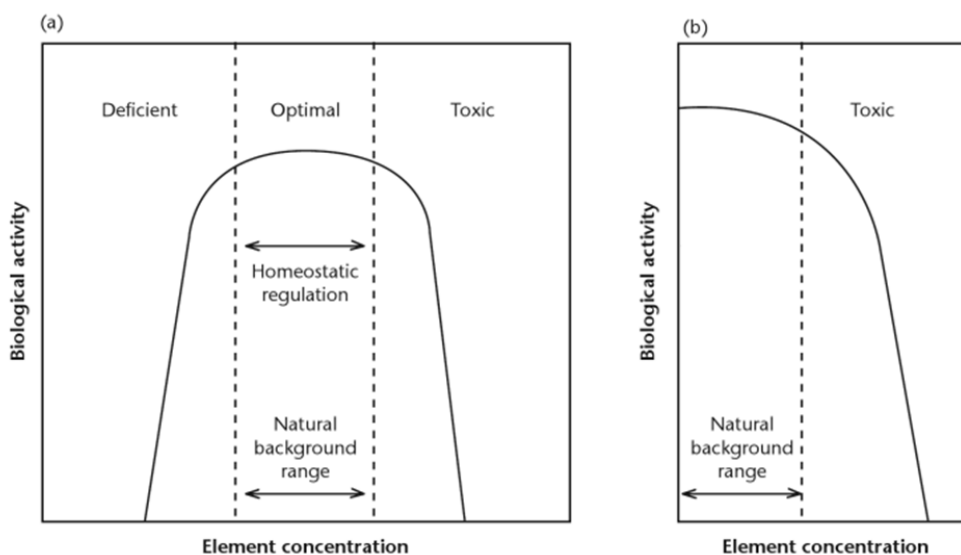 (a)
Deficient
Optimal
Toxic
Homeostatic
regulation
Natural
background
range
Biological activity
Element concentration
(b)
Toxic
Natural
background
range
Biological activity
Element concentration